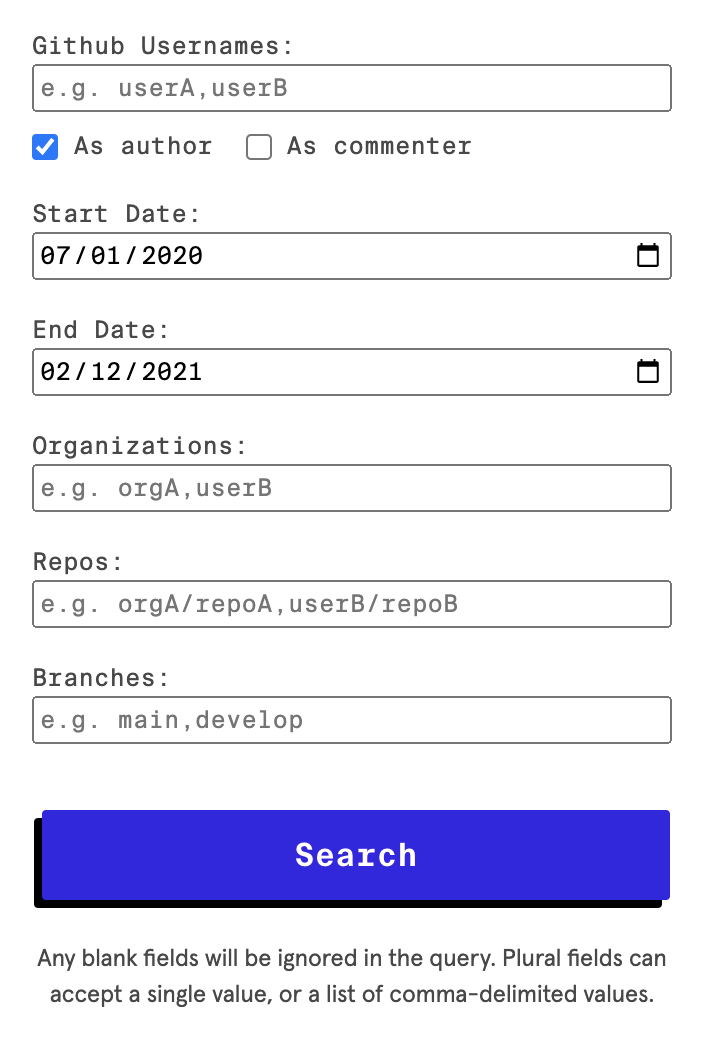 Github Usernames:
e.g. userA,userB
As author As commenter
Start Date:
07/01/2020
End Date:
02/12/2021
Organizations:
e.g. orgA,userB
Repos:
e.g. orgA/repoA,userB/repoB
Branches:
e.g. main,develop
Search
Any blank fields will be ignored in the query. Plural fields can
accept a single value, or a list of comma-delimited values.